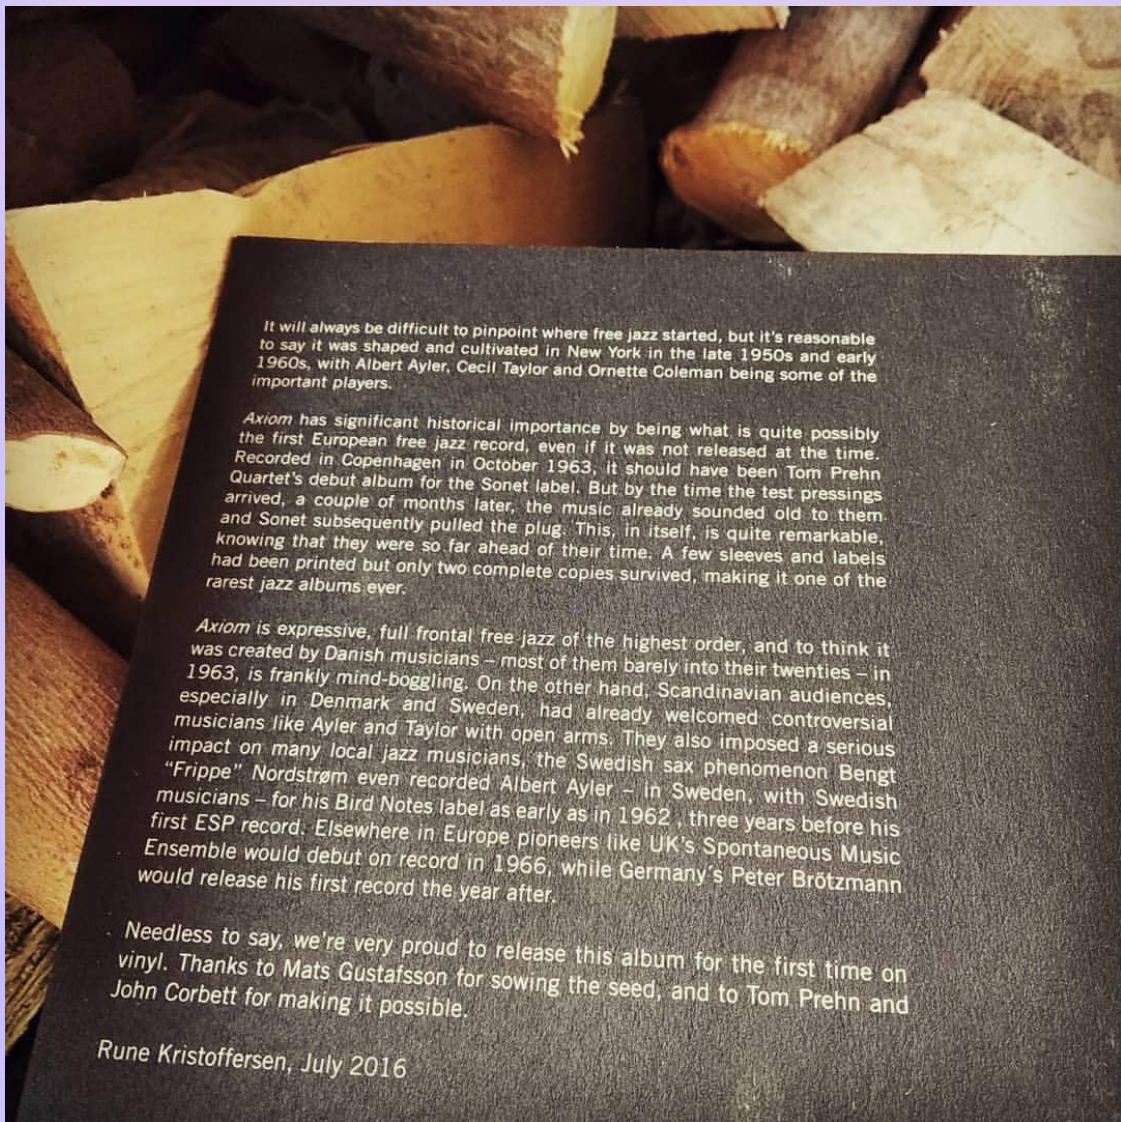 It will always be difficult to pinpoint where free jazz started, but it's reasonable
to say it was shaped and cultivated in New York in the late 1950s and early
1960s, with Albert Ayler, Cecil Taylor and Ornette Coleman being some of the
important players.
Axiom has significant historical importance by being what is quite possibly
the first European free jazz record, even if it was not released at the time.
Recorded in Copenhagen in October 1963, it should have been Tom Prehn
Quartet's debut album for the Sonet label. But by the time the test pressings
arrived, a couple of months later, the music already sounded old to them
and Sonet subsequently pulled the plug. This, in itself, is quite remarkable,
knowing that they were so far ahead of their time. A few sleeves and labels
had been printed but only two complete copies survived, making it one of the
rarest jazz albums ever.
Axiom is expressive, full frontal free jazz of the highest order, and to think it
was created by Danish musicians – most of them barely into their twenties – in
1963, is frankly mind-boggling. On the other hand, Scandinavian audiences,
especially in Denmark and Sweden, had already welcomed controversial
musicians like Ayler and Taylor with open arms. They also imposed a serious
impact on many local jazz musicians, the Swedish sax phenomenon Bengt
“Frippe” Nordstrøm even recorded Albert Ayler – in Sweden, with Swedish
musicians – for his Bird Notes label as early as in 1962 , three years before his
first ESP record. Elsewhere in Europe pioneers like UK's Spontaneous Music
Ensemble would debut on record in 1966, while Germany's Peter Brötzmann
would release his first record the year after.
Needless to say, we're very proud to release this album for the first time on
vinyl. Thanks to Mats Gustafsson for sowing the seed, and to Tom Prehn and
John Corbett for making it possible.
Rune Kristoffersen, July 2016